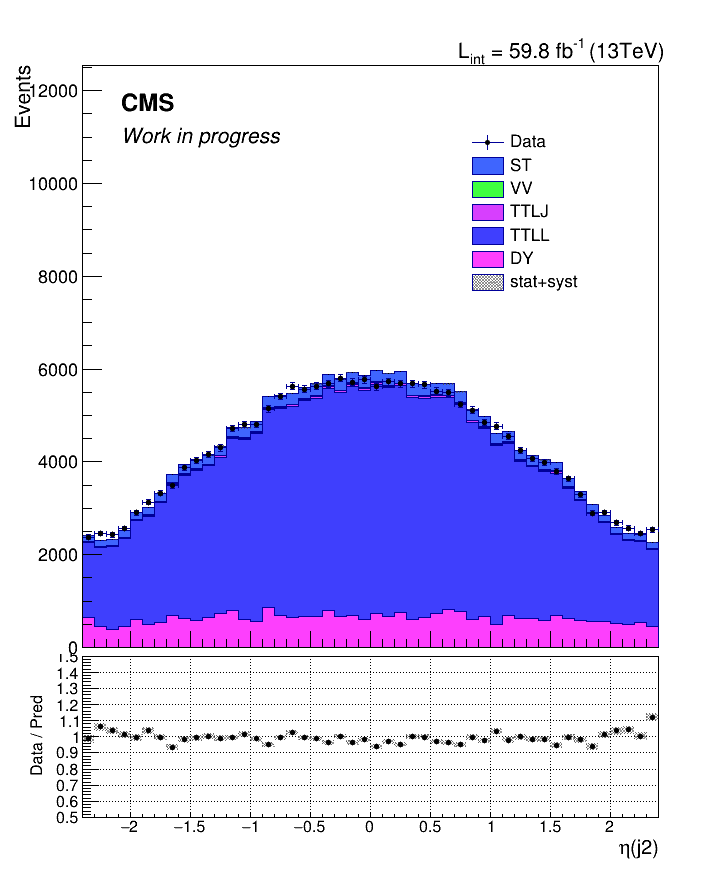 L_int = 59.8 fb^-1 (13TeV)
Events
12000
10000
8000
6000
4000
2000
0
CMS
Work in progress
Data
ST
VV
TTLJ
TTLL
DY
stat+syst
Data / Pred
1.5
1.4
1.3
1.2
1.1
1
0.9
0.8
0.7
0.6
0.5
−2 −1.5 −1 −0.5 0 0.5 1 1.5 2
η(j2)